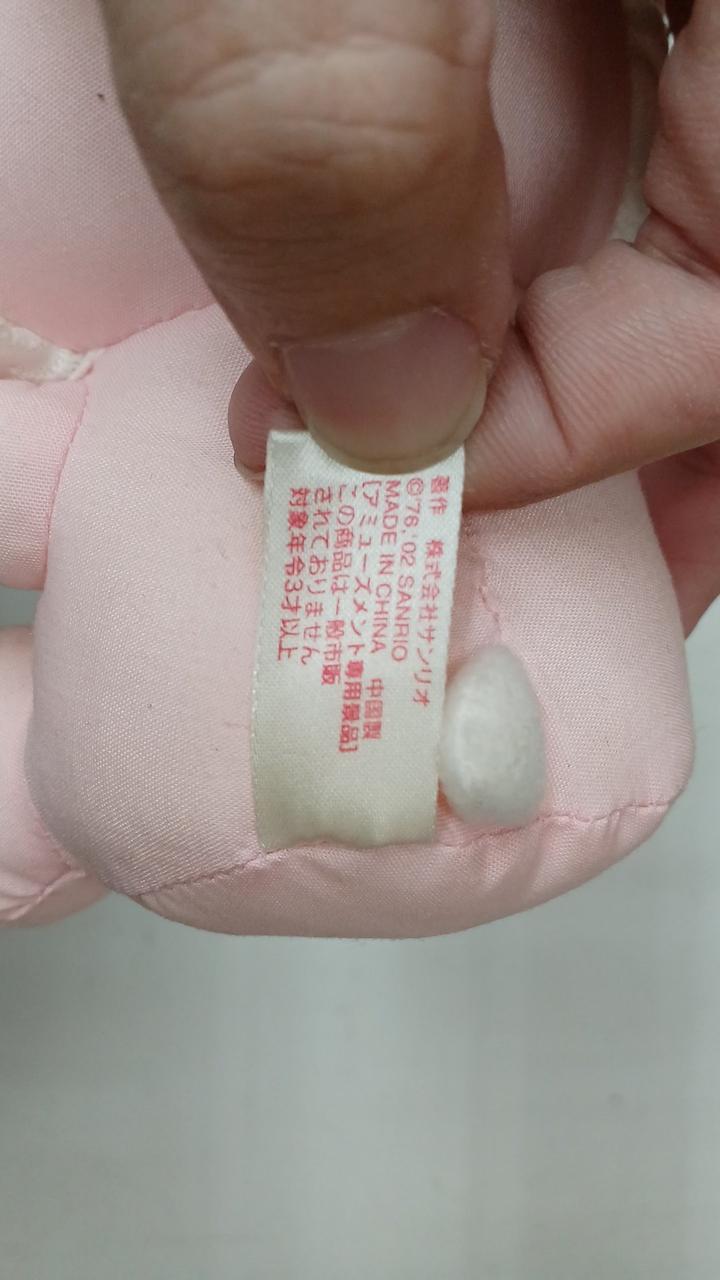 著作 株式会社サンリオ
©'76,'02 SANRIO
MADE IN CHINA 中国製
[アミューズメント専用景品]
この商品は一般市販
されておりません
対象年令3才以上